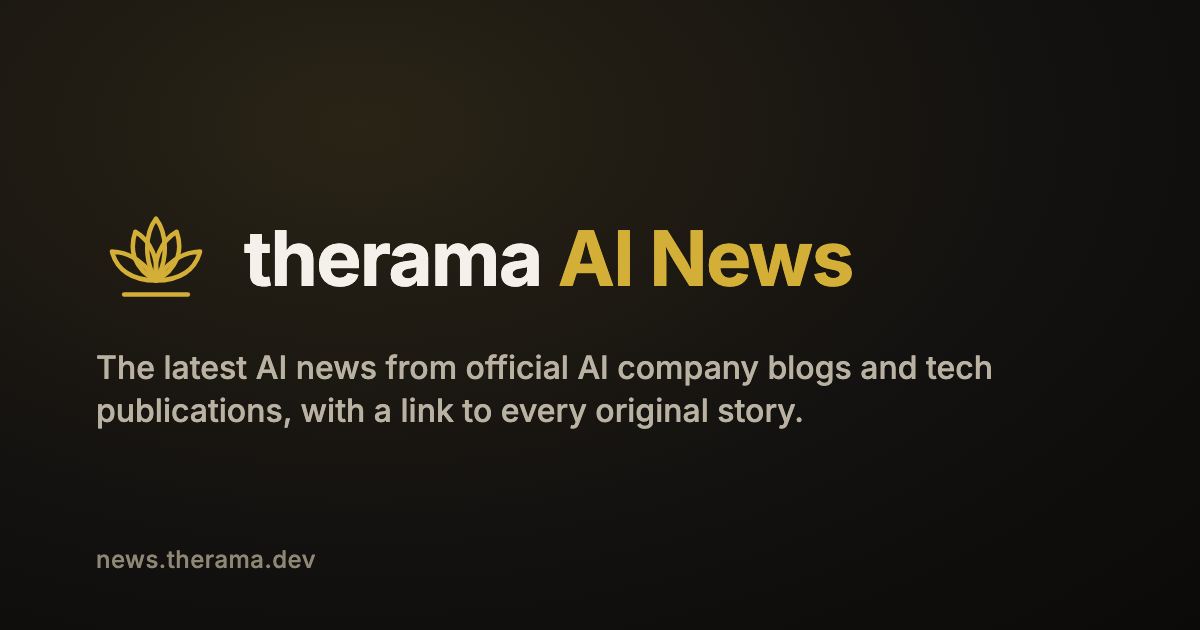 therama AI News
The latest AI news from official AI company blogs and tech
publications, with a link to every original story.
news.therama.dev